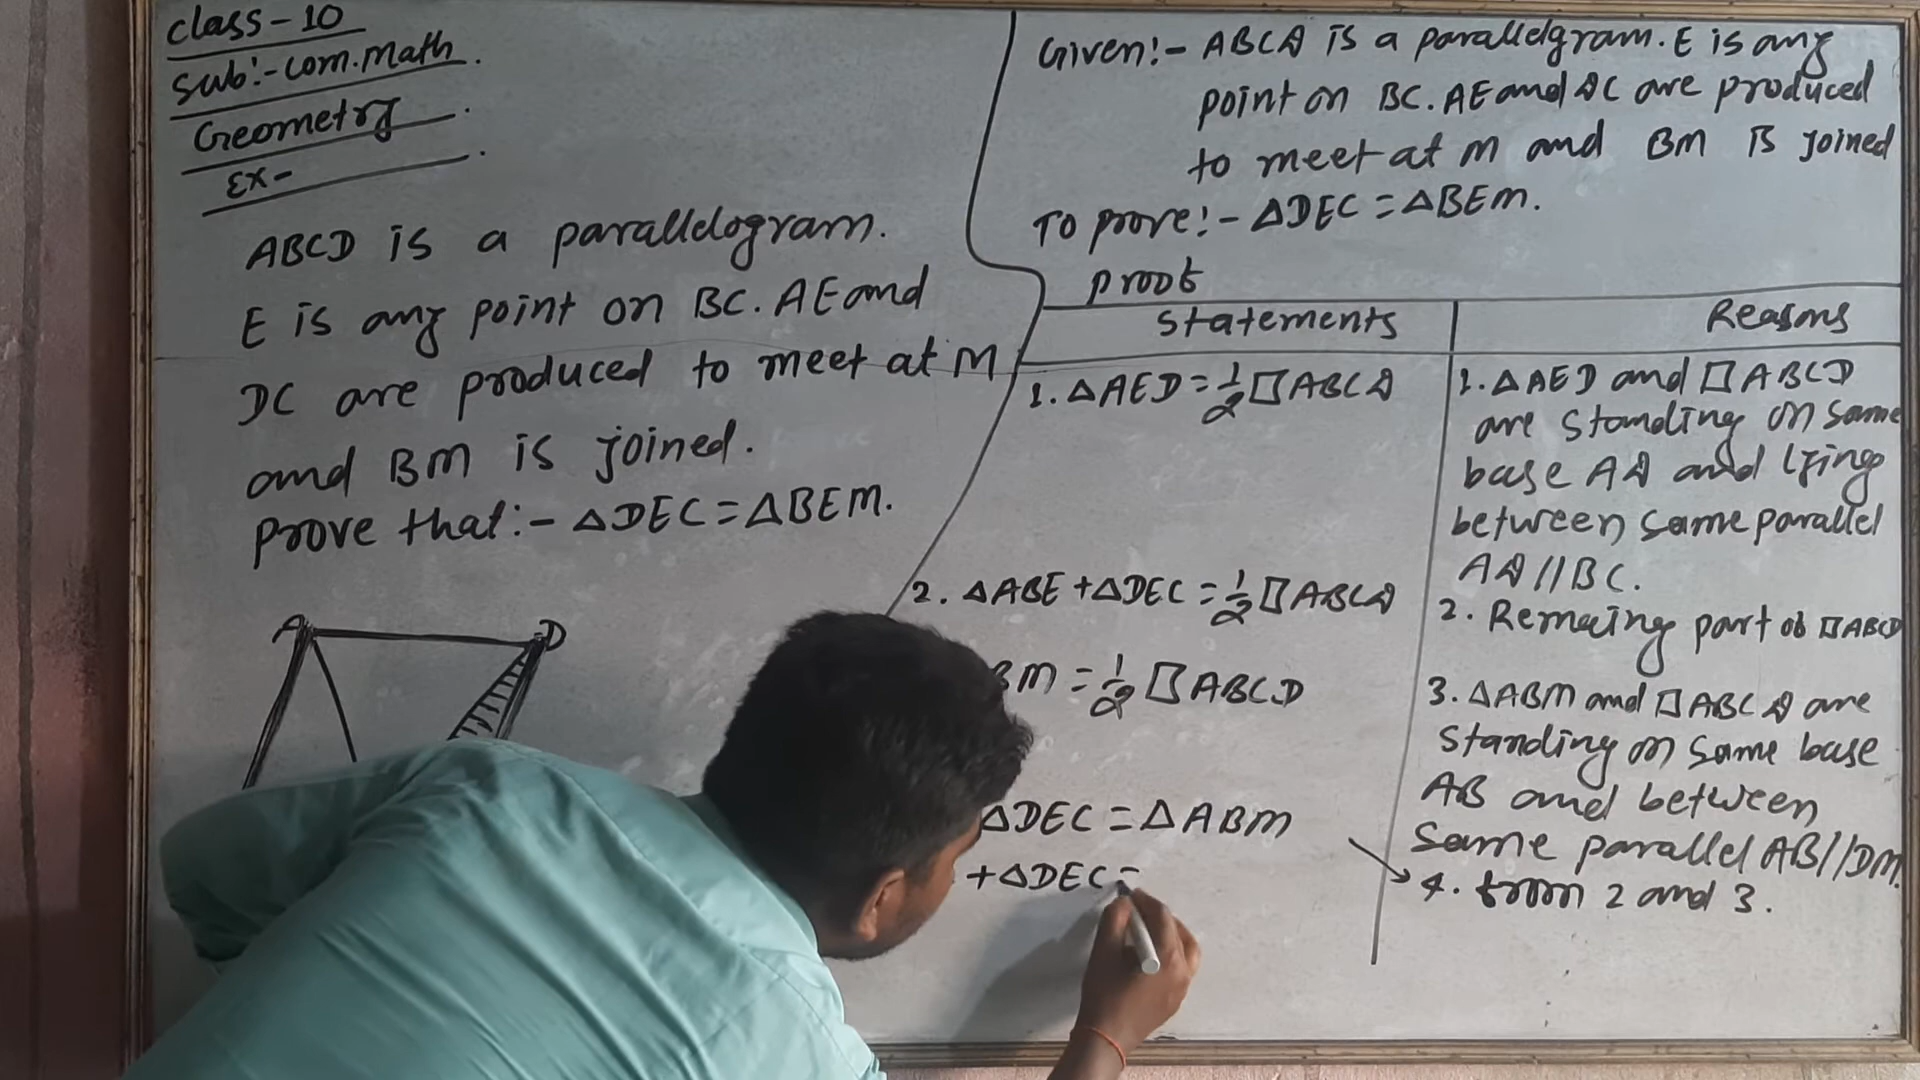 class-10
Sub:-com.math.
Geometry.
Ex-
ABCD is a parallelogram.
E is any point on BC. AE and
DC are produced to meet at M
and BM is joined.
prove that:- △DEC=△BEM.
A
D
Given:- ABCD is a parallelgram. E is any
point on BC. AE and DC are produced
to meet at M and BM is joined
To prove:- △DEC=△BEM.
proof
Statements
Reasons
1. △AED=1/2▱ABCD
1. △AED and ▱ABCD
are standing on same
base AD and lying
between same parallel
AD//BC.
2. △ABE+△DEC=1/2▱ABCD
2. Remaing part of ▱ABCD
BM=1/2▱ABCD
3. △ABM and ▱ABCD are
standing on same base
AB and between
same parallel AB//DM.
△DEC=△ABM
4. from 2 and 3.
+△DEC=